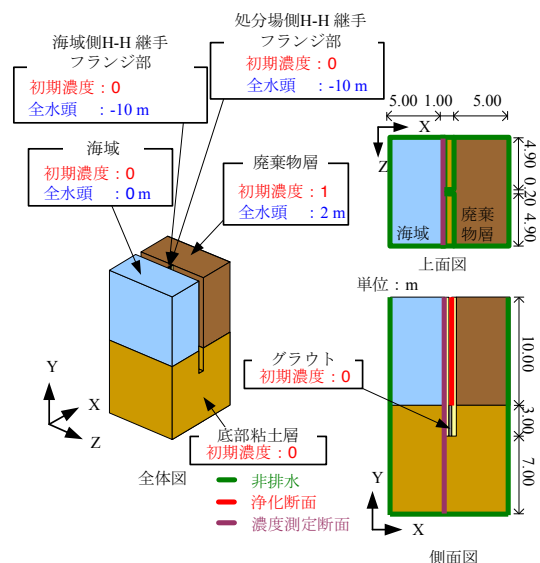 海域側H-H 継手
フランジ部
初期濃度：0
全水頭 ：-10 m
処分場側H-H 継手
フランジ部
初期濃度：0
全水頭 ：-10 m
海域
初期濃度：0
全水頭 ：0 m
廃棄物層
初期濃度：1
全水頭 ：2 m
5.00 1.00 5.00
X
Z
4.90 0.20 4.90
海域
廃棄
物層
上面図
単位：m
グラウト
初期濃度：0
10.00
3.00
7.00
Y
X
Z
底部粘土層
初期濃度：0
全体図
非排水
浄化断面
濃度測定断面
Y
X
側面図